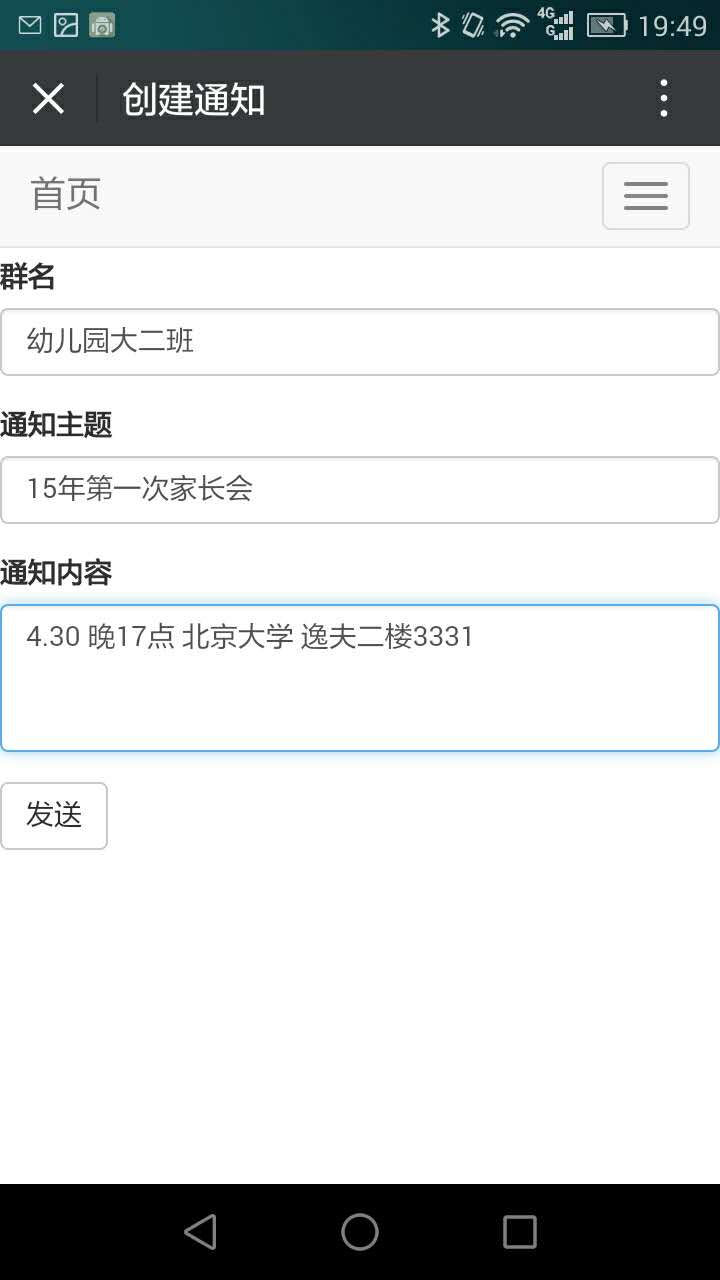 4G
G
19:49
创建通知
首页
群名
幼儿园大二班
通知主题
15年第一次家长会
通知内容
4.30 晚17点 北京大学 逸夫二楼3331
发送